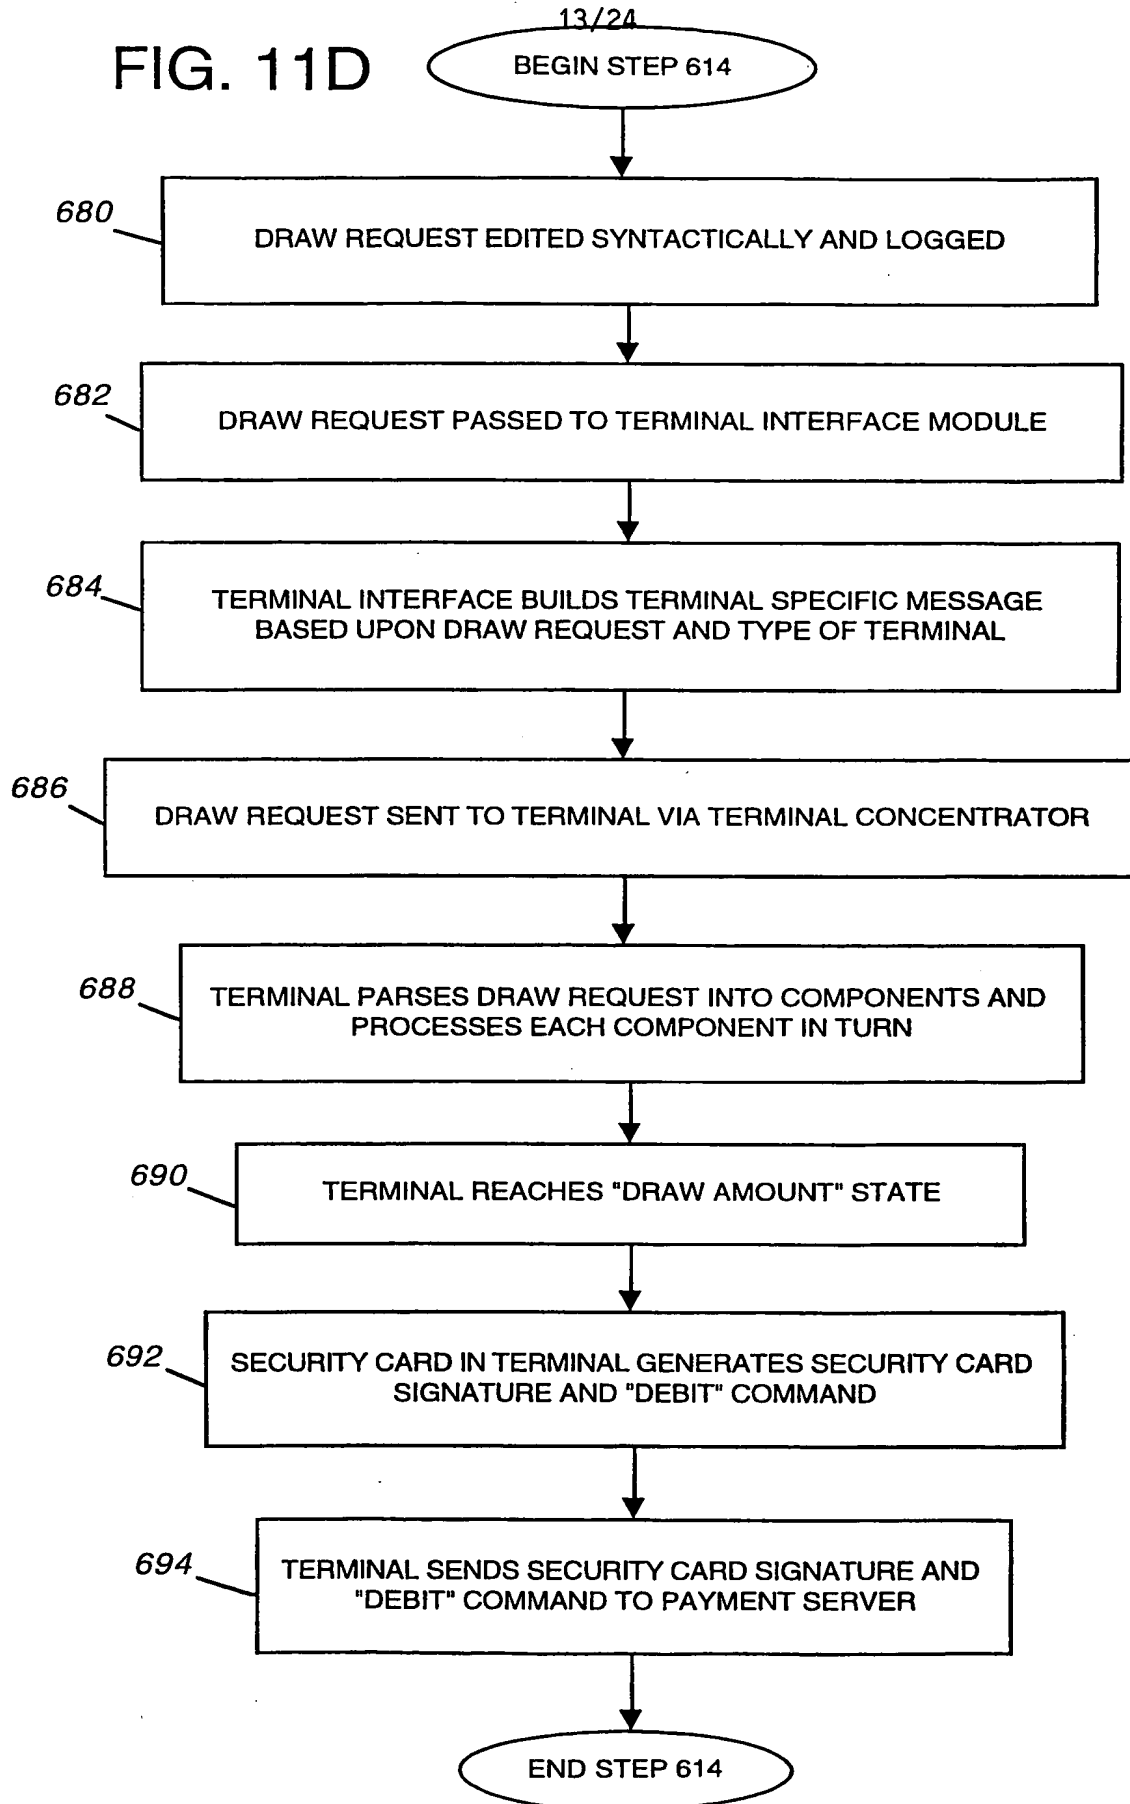 13/24
FIG. 11D
BEGIN STEP 614
680
DRAW REQUEST EDITED SYNTACTICALLY AND LOGGED
682
DRAW REQUEST PASSED TO TERMINAL INTERFACE MODULE
684
TERMINAL INTERFACE BUILDS TERMINAL SPECIFIC MESSAGE
BASED UPON DRAW REQUEST AND TYPE OF TERMINAL
686
DRAW REQUEST SENT TO TERMINAL VIA TERMINAL CONCENTRATOR
688
TERMINAL PARSES DRAW REQUEST INTO COMPONENTS AND
PROCESSES EACH COMPONENT IN TURN
690
TERMINAL REACHES "DRAW AMOUNT" STATE
692
SECURITY CARD IN TERMINAL GENERATES SECURITY CARD
SIGNATURE AND "DEBIT" COMMAND
694
TERMINAL SENDS SECURITY CARD SIGNATURE AND
"DEBIT" COMMAND TO PAYMENT SERVER
END STEP 614